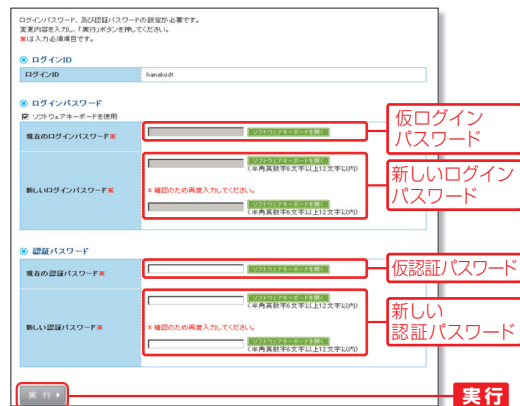 ログインパスワード、及び認証パスワードの設定が必要です。
変更内容を入力し、「実行」ボタンを押してください。
※は入力必須項目です。
ログインID
ログインID hanakodt
ログインパスワード
ソフトウェアキーボードを使用
現在のログインパスワード※ ソフトウェアキーボードを開く
仮ログイン
パスワード
ソフトウェアキーボードを開く
(半角英数字6文字以上12文字以内)
新しいログインパスワード※ ※確認のため再度入力してください。
ソフトウェアキーボードを開く
(半角英数字6文字以上12文字以内)
新しいログイン
パスワード
認証パスワード
現在の認証パスワード※ ソフトウェアキーボードを開く
仮認証パスワード
ソフトウェアキーボードを開く
(半角英数字6文字以上12文字以内)
新しい認証パスワード※ ※確認のため再度入力してください。
ソフトウェアキーボードを開く
(半角英数字6文字以上12文字以内)
新しい
認証パスワード
実行
実行